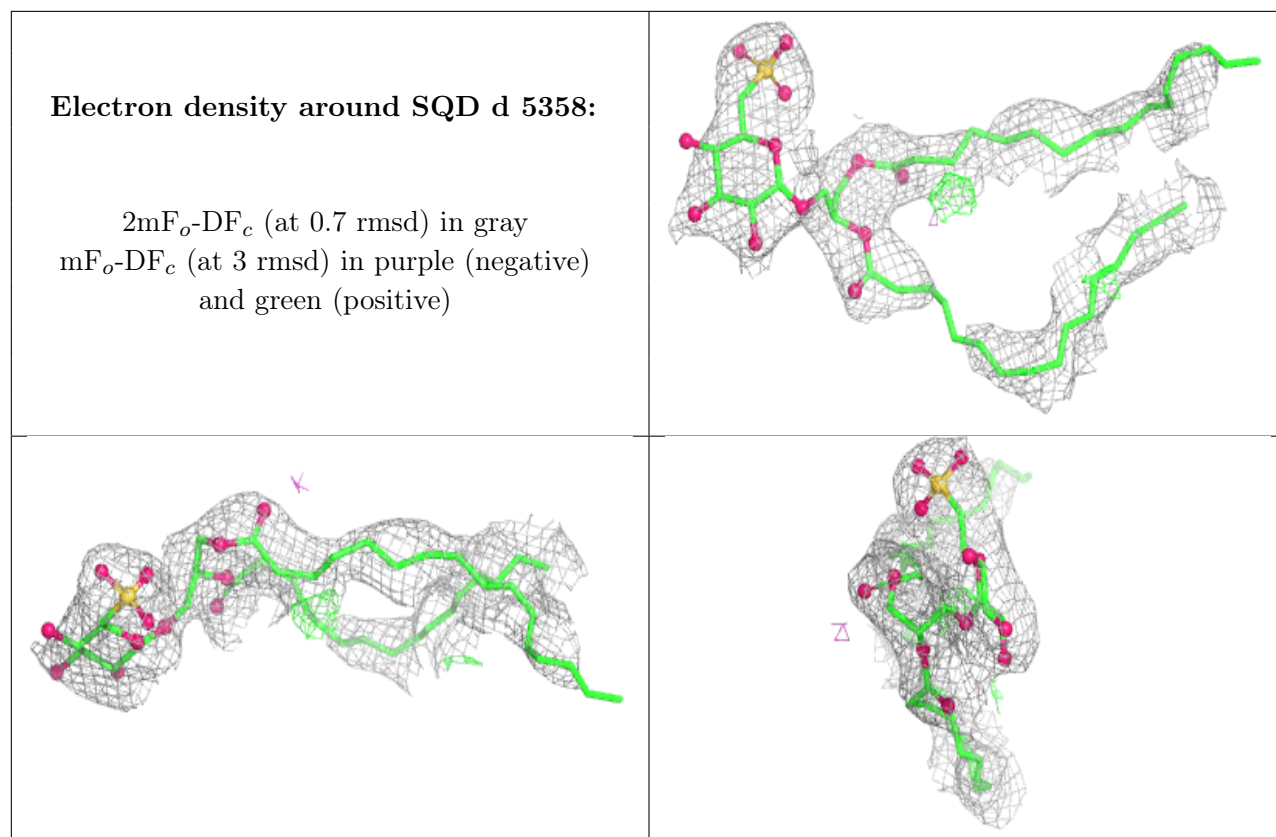 Electron density around SQD d 5358:
2mFo-DFc (at 0.7 rmsd) in gray
mFo-DFc (at 3 rmsd) in purple (negative)
and green (positive)